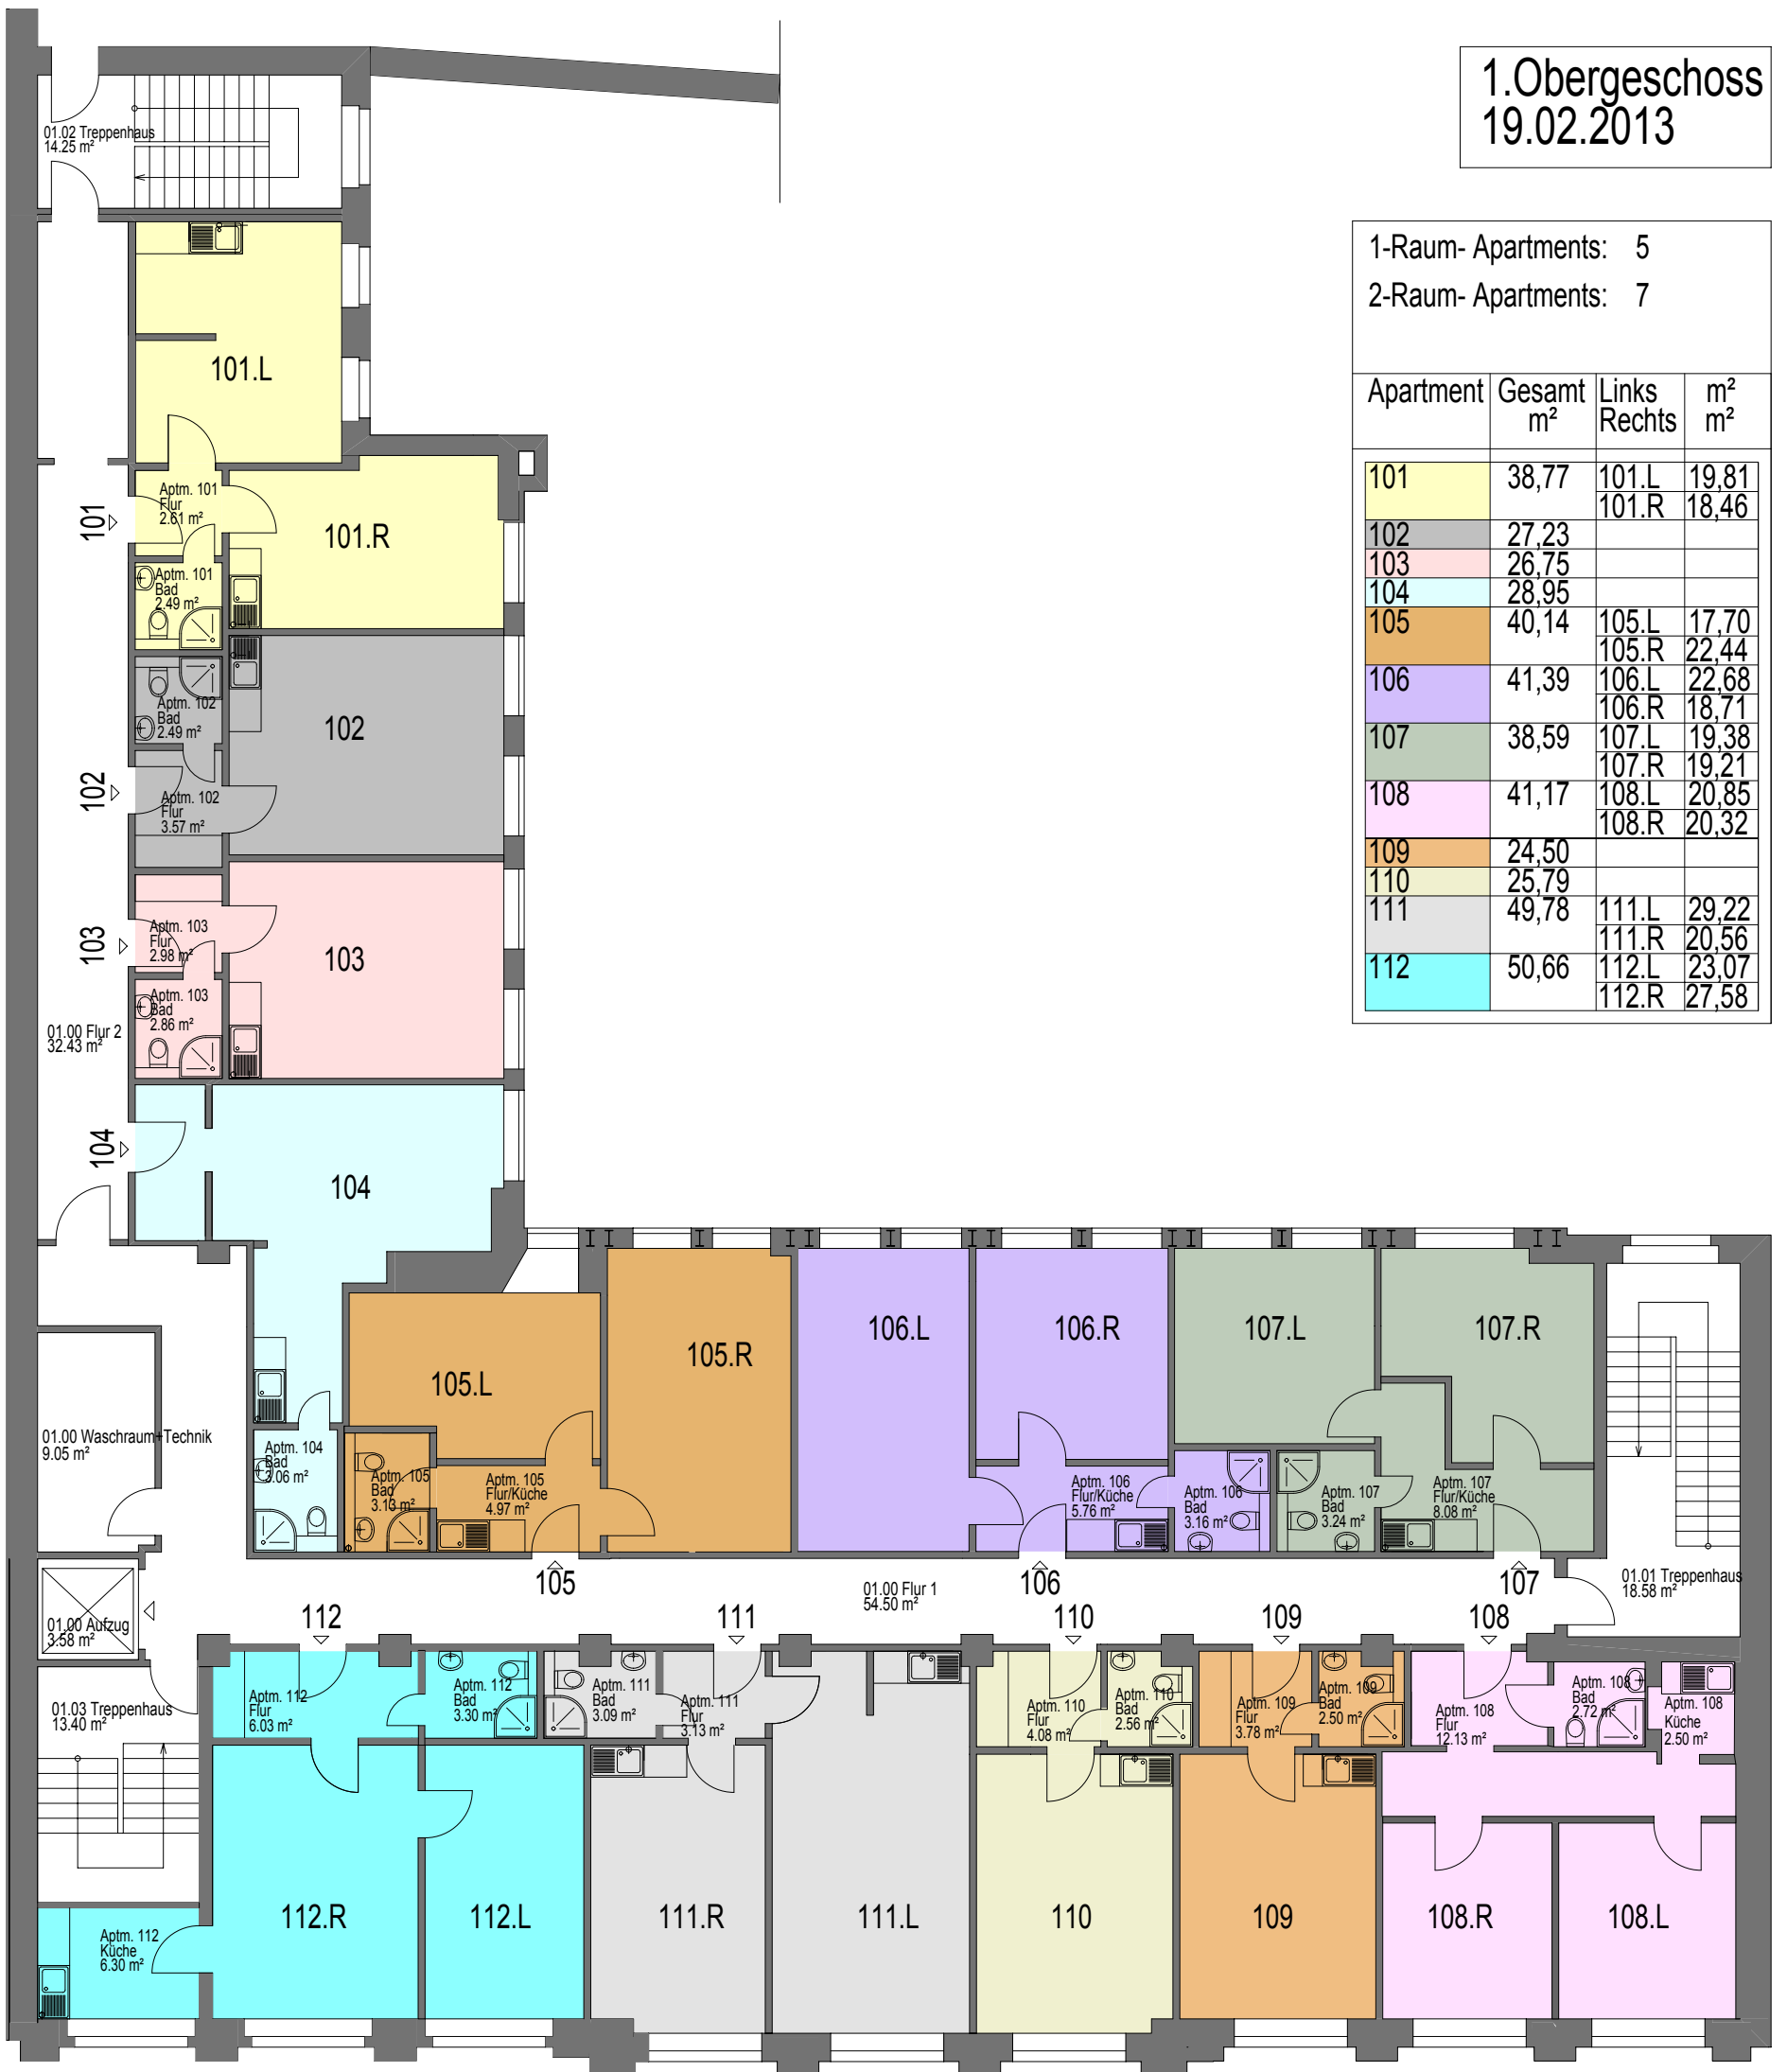 1.Obergeschoss
19.02.2013
1-Raum- Apartments: 5
2-Raum- Apartments: 7
Apartment Gesamt m² Links Rechts m² m²
101 38,77 101.L 19,81
101.R 18,46
102 27,23
103 26,75
104 28,95
105 40,14 105.L 17,70
105.R 22,44
106 41,39 106.L 22,68
106.R 18,71
107 38,59 107.L 19,38
107.R 19,21
108 41,17 108.L 20,85
108.R 20,32
109 24,50
110 25,79
111 49,78 111.L 29,22
111.R 20,56
112 50,66 112.L 23,07
112.R 27,58
01.02 Treppenhaus
14.25 m²
101.L
101
Aptm. 101
Flur
2.61 m²
101.R
Aptm. 101
Bad
2.49 m²
Aptm. 102
Bad
2.49 m²
102
102
Aptm. 102
Flur
3.57 m²
103
Aptm. 103
Flur
2.98 m²
103
Aptm. 103
Bad
2.86 m²
01.00 Flur 2
32.43 m²
104
104
01.00 Waschraum+Technik
9.05 m²
Aptm. 104
Bad
3.06 m²
105.L
Aptm. 105
Bad
3.13 m²
Aptm. 105
Flur/Küche
4.97 m²
105.R
106.L
106.R
Aptm. 106
Flur/Küche
5.76 m²
Aptm. 106
Bad
3.16 m²
107.L
107.R
Aptm. 107
Bad
3.24 m²
Aptm. 107
Flur/Küche
8.08 m²
105
01.00 Flur 1
54.50 m²
106
107
01.01 Treppenhaus
18.58 m²
01.00 Aufzug
3.58 m²
112
111
110
109
108
01.03 Treppenhaus
13.40 m²
Aptm. 112
Flur
6.03 m²
Aptm. 112
Bad
3.30 m²
Aptm. 111
Bad
3.09 m²
Aptm. 111
Flur
3.13 m²
Aptm. 110
Flur
4.08 m²
Aptm. 110
Bad
2.56 m²
Aptm. 109
Flur
3.78 m²
Aptm. 109
Bad
2.50 m²
Aptm. 108
Flur
12.13 m²
Aptm. 108
Bad
2.72 m²
Aptm. 108
Küche
2.50 m²
Aptm. 112
Küche
6.30 m²
112.R
112.L
111.R
111.L
110
109
108.R
108.L